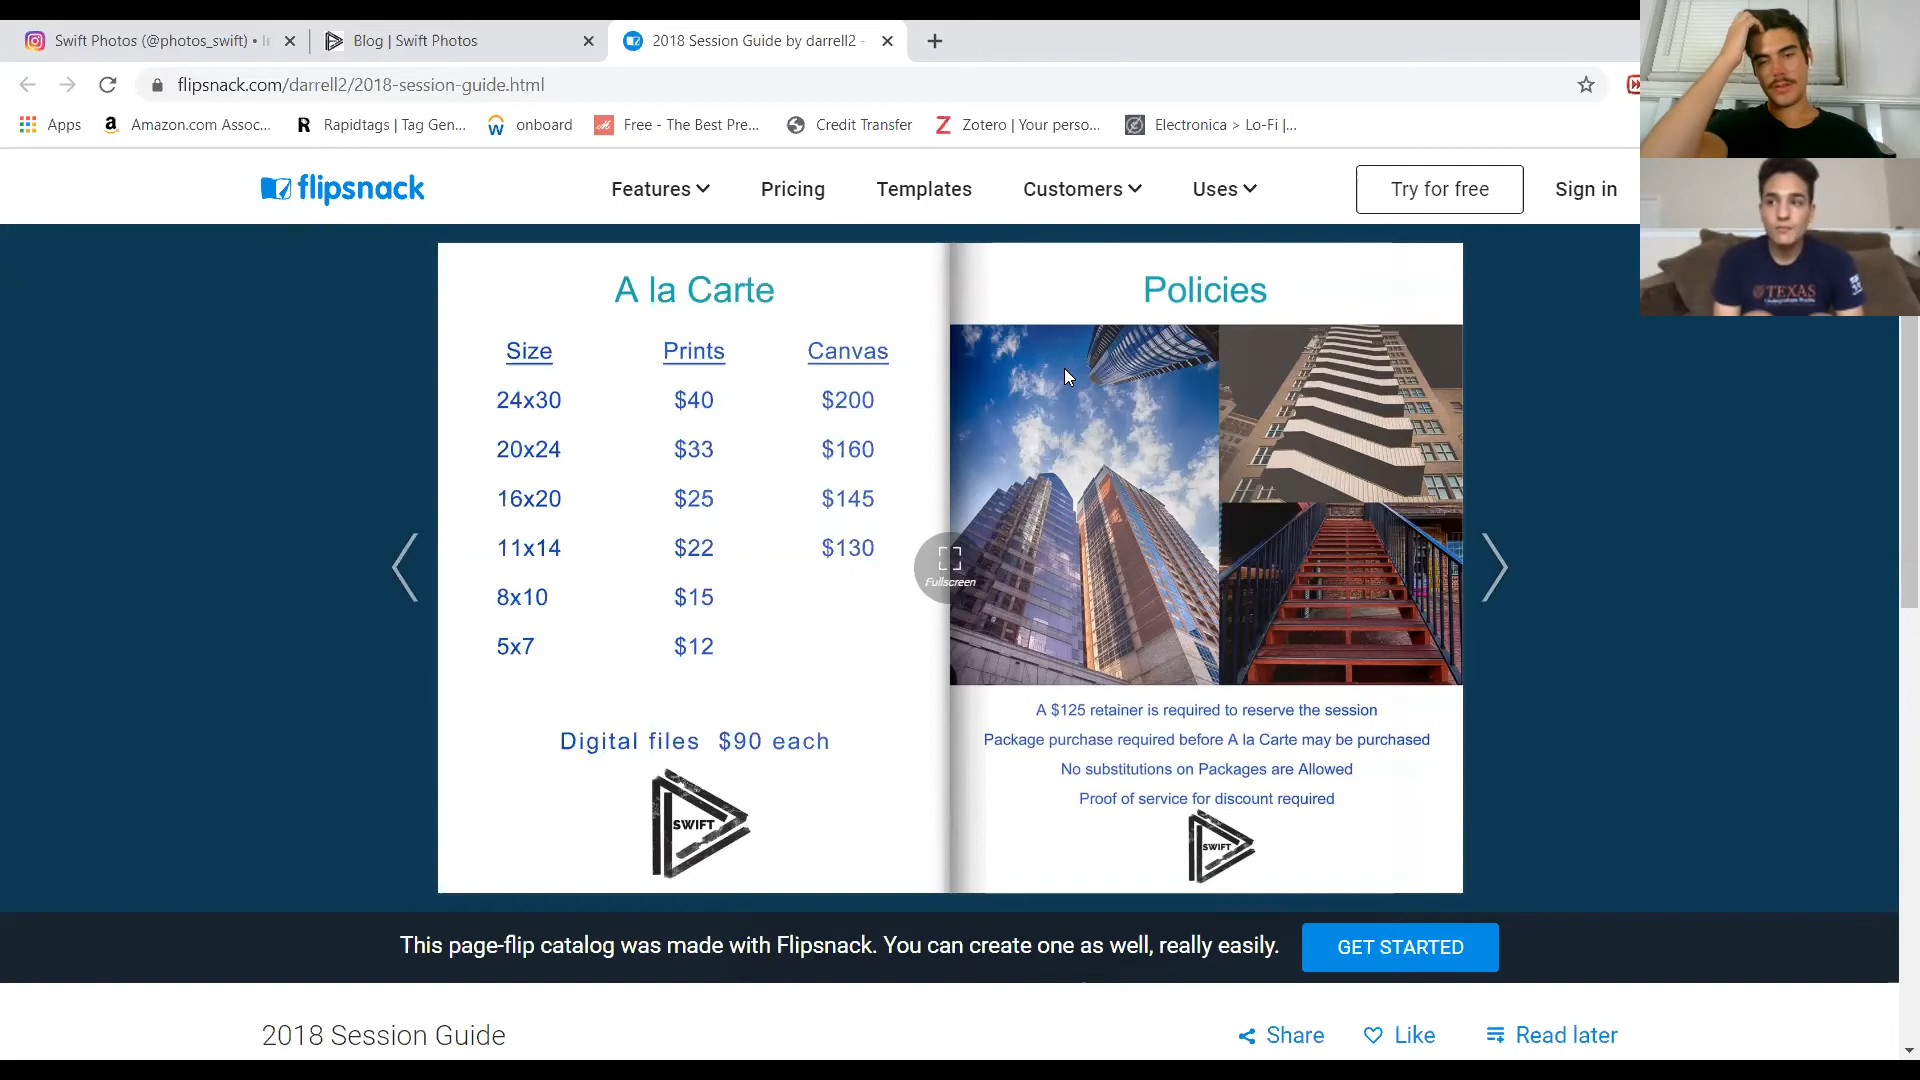 Swift Photos (@photos_swift) • I
Blog | Swift Photos
2018 Session Guide by darrell2 -
flipsnack.com/darrell2/2018-session-guide.html
Apps
Amazon.com Assoc...
Rapidtags | Tag Gen...
onboard
Free - The Best Pre...
Credit Transfer
Zotero | Your perso...
Electronica > Lo-Fi |...
flipsnack
Features
Pricing
Templates
Customers
Uses
Try for free
Sign in
TEXAS
A la Carte
Size Prints Canvas
24x30 $40 $200
20x24 $33 $160
16x20 $25 $145
11x14 $22 $130
8x10 $15
5x7 $12
Digital files $90 each
SWIFT
Fullscreen
Policies
A $125 retainer is required to reserve the session
Package purchase required before A la Carte may be purchased
No substitutions on Packages are Allowed
Proof of service for discount required
SWIFT
This page-flip catalog was made with Flipsnack. You can create one as well, really easily.
GET STARTED
2018 Session Guide
Share
Like
Read later